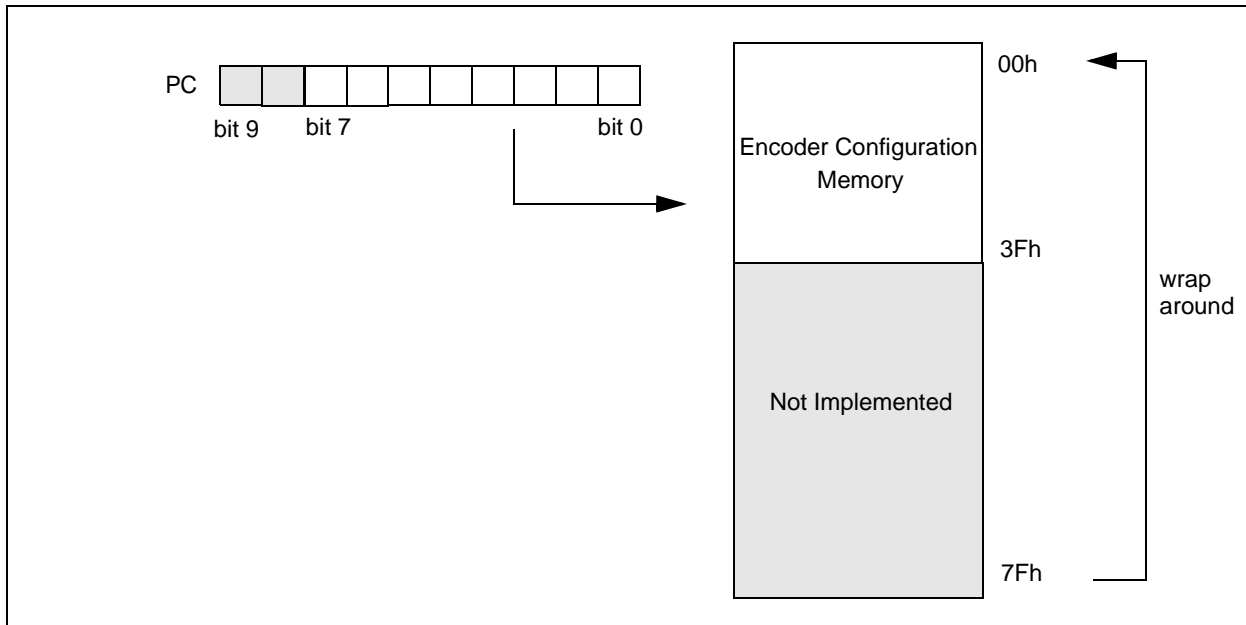 PC
bit 9
bit 7
bit 0
00h
Encoder Configuration
Memory
3Fh
wrap
around
Not Implemented
7Fh